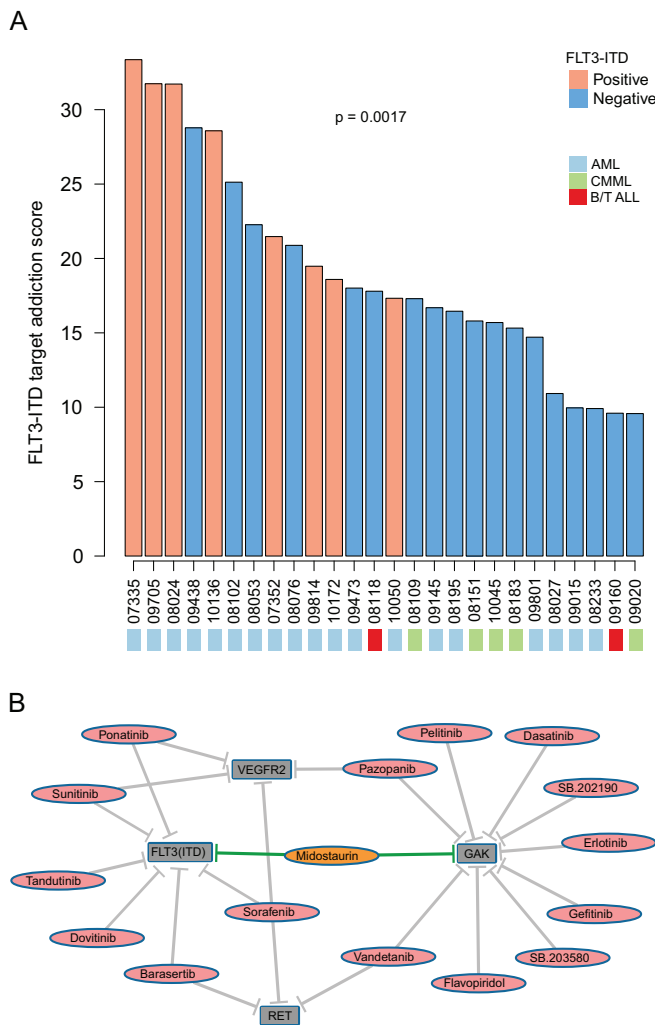 A
FLT3-ITD
Positive
Negative
p = 0.0017
AML
CMML
B/T ALL
FLT3-ITD target addiction score
30
25
20
15
10
5
0
07335
09705
08024
09438
10136
08102
08053
07352
08076
09814
10172
09473
08118
10050
08109
09145
08195
08151
10045
08183
09801
08027
09015
08233
09160
09020
B
Ponatinib
Pelitinib
Dasatinib
VEGFR2
Pazopanib
Sunitinib
SB.202190
FLT3(ITD)
Midostaurin
GAK
Erlotinib
Tandutinib
Sorafenib
Gefitinib
Dovitinib
Vandetanib
SB.203580
Barasertib
Flavopiridol
RET